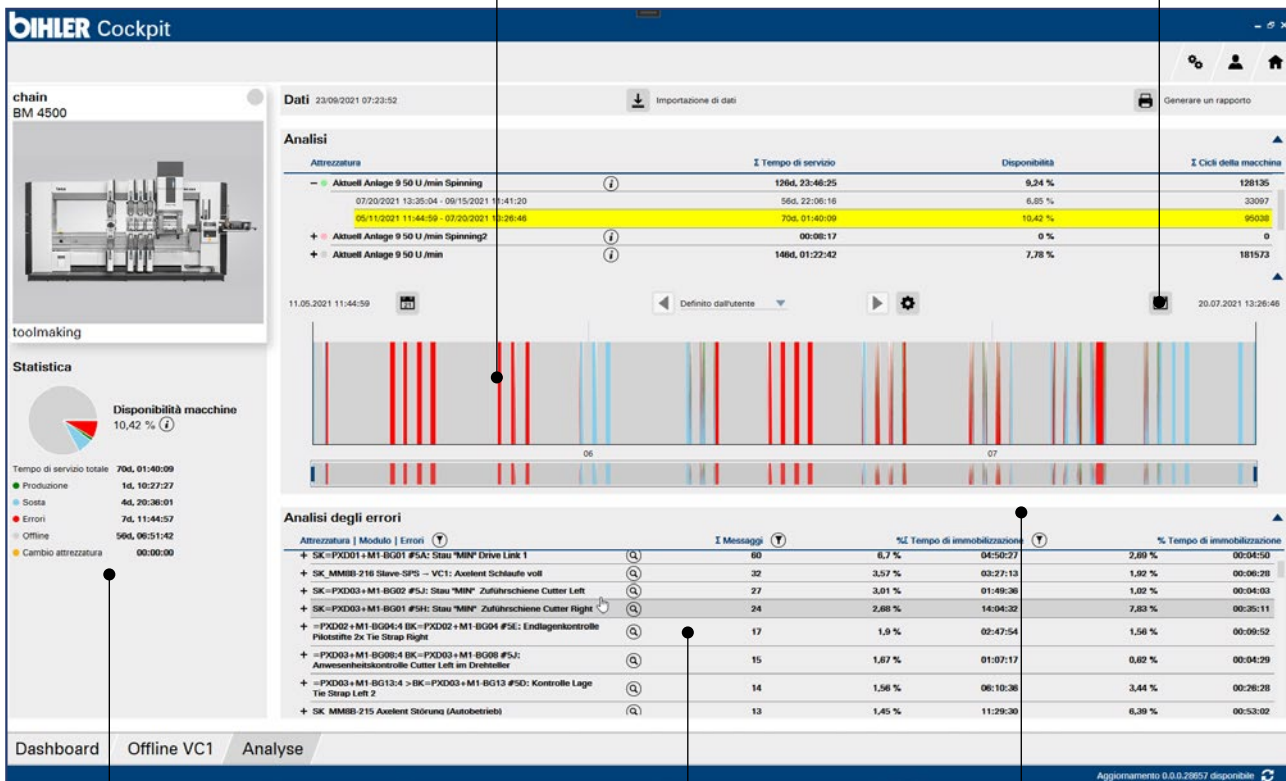 BIHLER Cockpit
chain
BM 4500
toolmaking
Statistica
Disponibilità macchine
10,42 % i
Tempo di servizio totale 70d, 01:40:09
Produzione 1d, 10:27:27
Sosta 4d, 20:36:01
Errori 7d, 11:44:57
Offline 56d, 06:51:42
Cambio attrezzatura 00:00:00
Dati 23/09/2021 07:23:52 Importazione di dati Generare un rapporto
Analisi
Attrezzatura Σ Tempo di servizio Disponibilità Σ Cicli della macchina
− Aktuell Anlage 9 50 U /min Spinning i 126d, 23:46:25 9,24 % 128135
07/20/2021 13:35:04 - 09/15/2021 11:41:20 56d, 22:06:16 6,85 % 33097
05/11/2021 11:44:59 - 07/20/2021 13:26:46 70d, 01:40:09 10,42 % 95038
+ Aktuell Anlage 9 50 U /min Spinning2 i 00:08:17 0 % 0
+ Aktuell Anlage 9 50 U /min i 146d, 01:22:42 7,78 % 181573
11.05.2021 11:44:59 Definito dall'utente 20.07.2021 13:26:46
06 07
Analisi degli errori
Attrezzatura | Modulo | Errori Σ Messaggi %Σ Tempo di immobilizzazione % Tempo di immobilizzazione
+ SK=PXD01+M1-BG01 #5A: Stau "MIN" Drive Link 1 60 6,7 % 04:50:27 2,69 % 00:04:50
+ SK_MM8B-216 Slave-SPS → VC1: Axelent Schlaufe voll 32 3,57 % 03:27:13 1,92 % 00:06:28
+ SK=PXD03+M1-BG02 #5J: Stau "MIN" Zuführschiene Cutter Left 27 3,01 % 01:49:36 1,02 % 00:04:03
+ SK=PXD03+M1-BG01 #5H: Stau "MIN" Zuführschiene Cutter Right 24 2,68 % 14:04:32 7,83 % 00:35:11
+ =PXD02+M1-BG04:4 BK=PXD02+M1-BG04 #5E: Endlagenkontrolle 17 1,9 % 02:47:54 1,56 % 00:09:52
Pilotstifte 2x Tie Strap Right
+ =PXD03+M1-BG08:4 BK=PXD03+M1-BG08 #5J: 15 1,67 % 01:07:17 0,62 % 00:04:29
Anwesenheitskontrolle Cutter Left im Drehteller
+ =PXD03+M1-BG13:4 >BK=PXD03+M1-BG13 #5D: Kontrolle Lage 14 1,56 % 06:10:36 3,44 % 00:26:28
Tie Strap Left 2
+ SK_MM8B-215 Axelent Störung (Autobetrieb) 13 1,45 % 11:29:30 6,39 % 00:53:02
Dashboard Offline VC1 Analyse
Aggiornamento 0.0.0.28657 disponibile